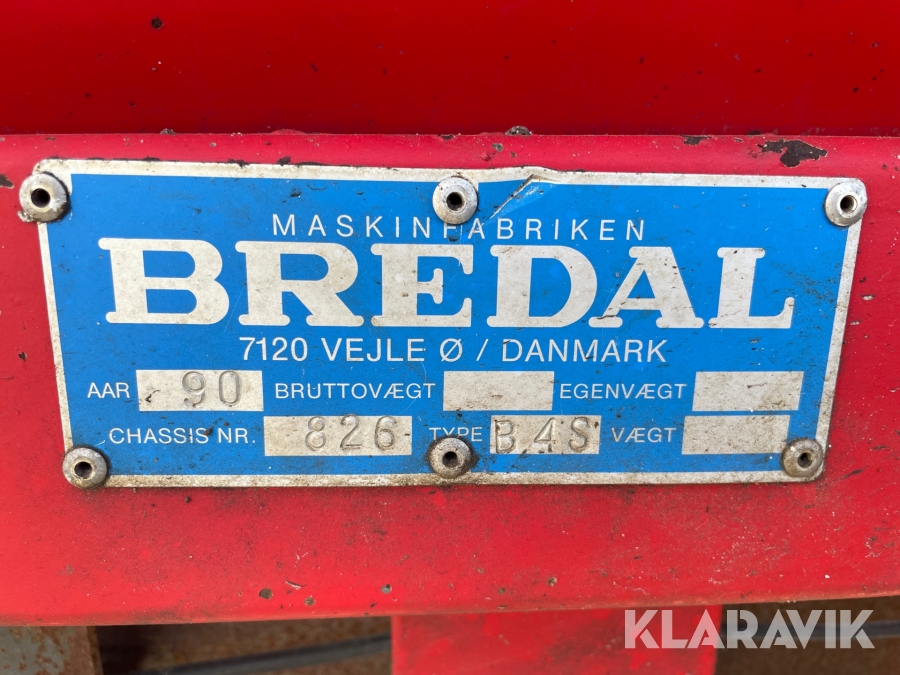 MASKINFABRIKEN
BREDAL
7120 VEJLE Ø / DANMARK
AAR 90 BRUTTOVÆGT EGENVÆGT
CHASSIS NR. 826 TYPE B4S VÆGT
KLARAVIK